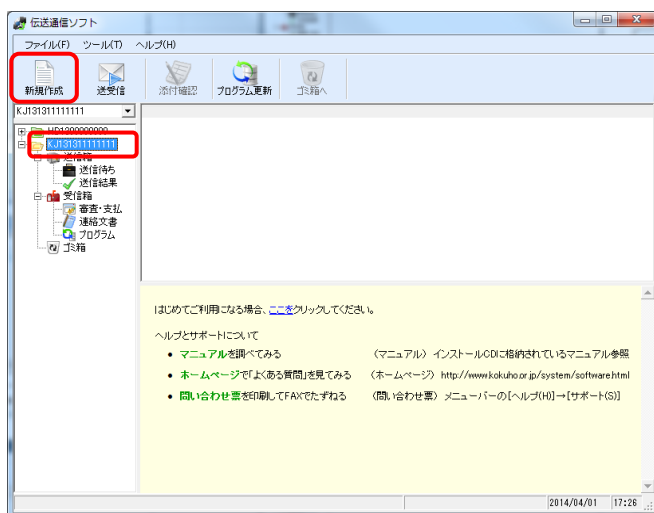 伝送通信ソフト
ファイル(F) ツール(T) ヘルプ(H)
新規作成 送受信 添付確認 プログラム更新 ゴミ箱へ
KJ131311111111
HD1300000000
KJ131311111111
送信箱
送信待ち
送信結果
受信箱
審査・支払
連絡文書
プログラム
ゴミ箱
はじめてご利用になる場合、ここをクリックしてください。
ヘルプとサポートについて
• マニュアルを調べてみる (マニュアル) インストールCDに格納されているマニュアル参照
• ホームページで「よくある質問」を見てみる (ホームページ) http://www.kokuho.or.jp/system/software.html
• 問い合わせ票を印刷してFAXでたずねる (問い合わせ票) メニューバーの[ヘルプ(H)]→[サポート(S)]
2014/04/01 17:26